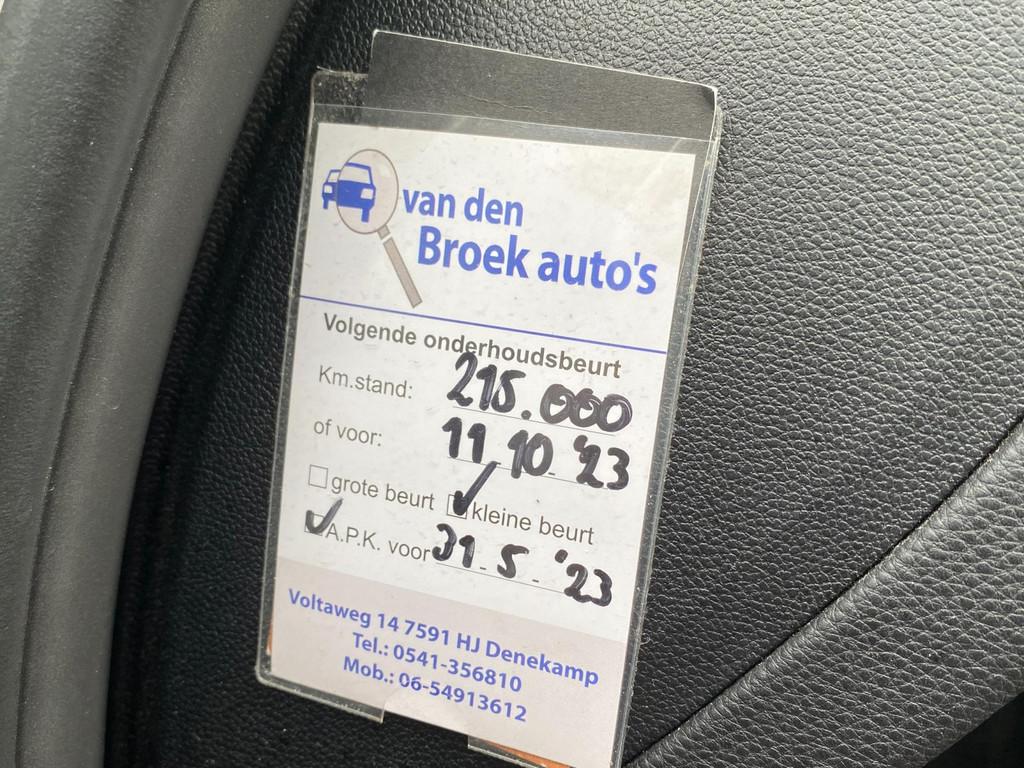 van den
Broek auto's
Volgende onderhoudsbeurt
Km.stand: 215.000
of voor: 11 10 '23
grote beurt kleine beurt
A.P.K. voor 31.5-'23
Voltaweg 14 7591 HJ Denekamp
Tel.: 0541-356810
Mob.: 06-54913612